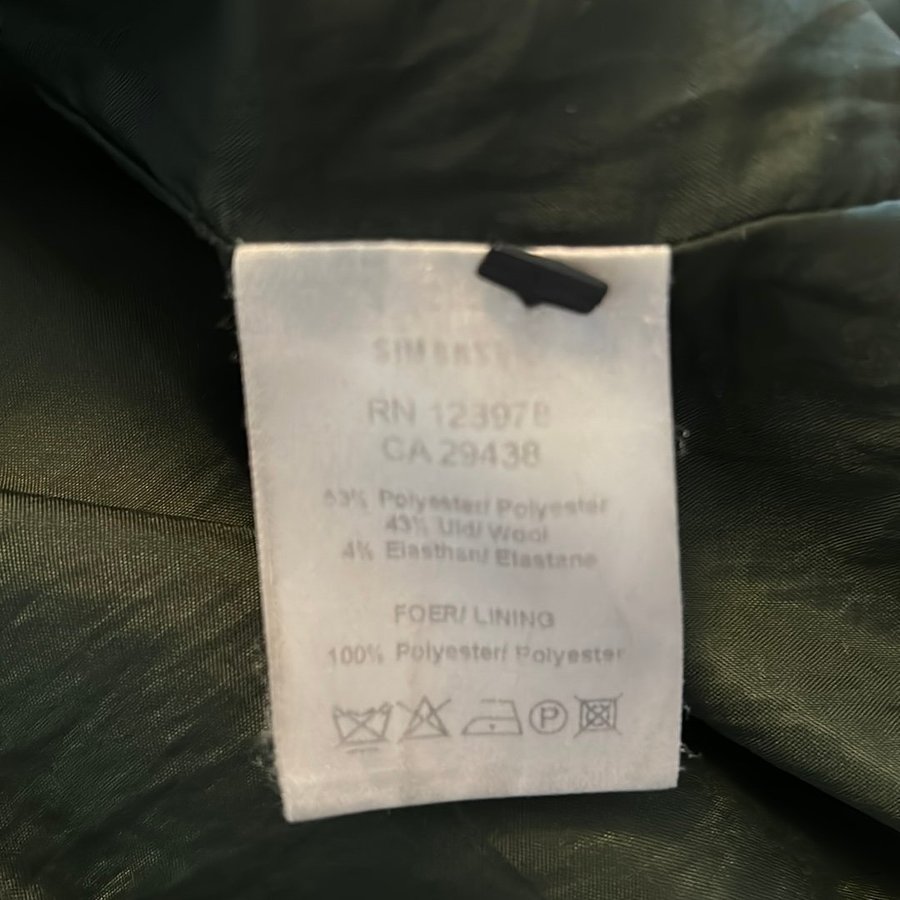 RN 123978
CA 29438
53% Polyester/ Polyester
43% Uld/ Wool
4% Elasthan/ Elastane
FOER/ LINING
100% Polyester/ Polyester
P